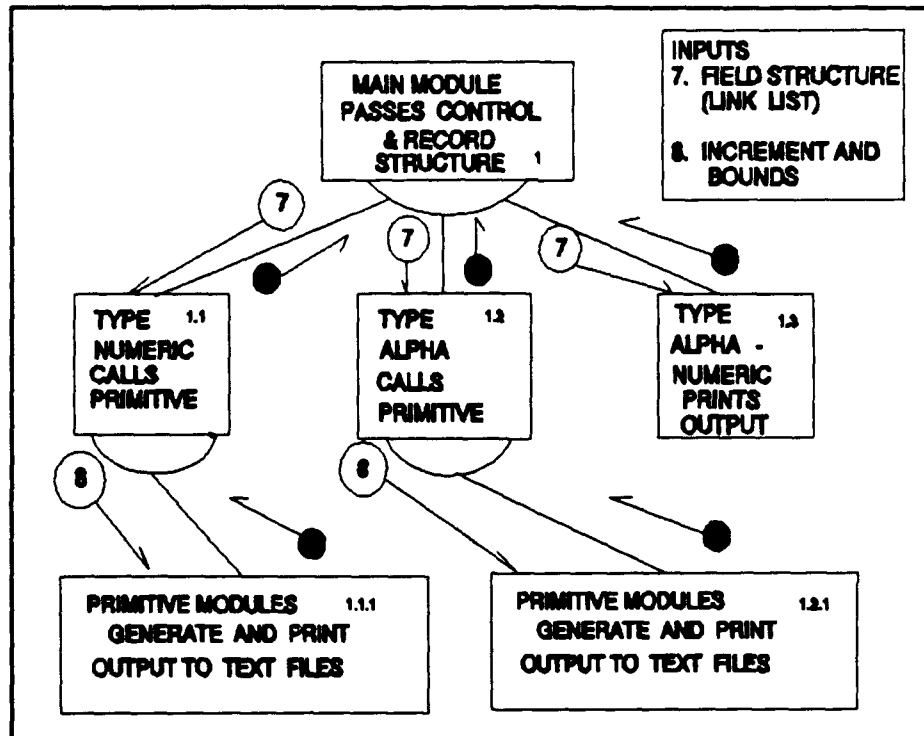 MAIN MODULE
PASSES CONTROL
& RECORD
STRUCTURE 1
INPUTS
7. FIELD STRUCTURE
(LINK LIST)
8. INCREMENT AND
BOUNDS
7
7
7
TYPE 1.1
NUMERIC
CALLS
PRIMITIVE
TYPE 1.2
ALPHA
CALLS
PRIMITIVE
TYPE 1.3
ALPHA -
NUMERIC
PRINTS
OUTPUT
8
8
PRIMITIVE MODULES 1.1.1
GENERATE AND PRINT
OUTPUT TO TEXT FILES
PRIMITIVE MODULES 1.2.1
GENERATE AND PRINT
OUTPUT TO TEXT FILES